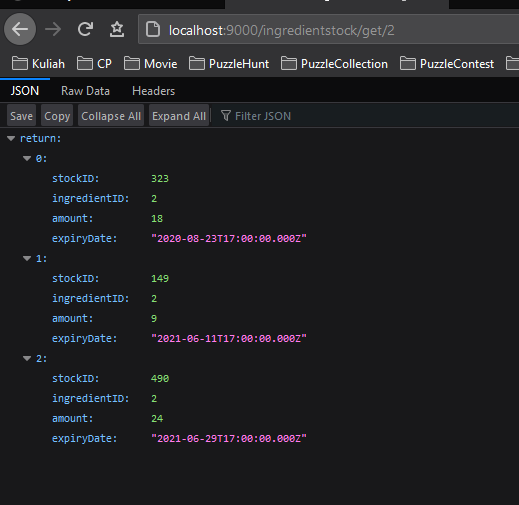 localhost:9000/ingredientstock/get/2
Kuliah CP Movie PuzzleHunt PuzzleCollection PuzzleContest
JSON Raw Data Headers
Save Copy Collapse All Expand All Filter JSON
return:
0:
stockID: 323
ingredientID: 2
amount: 18
expiryDate: "2020-08-23T17:00:00.000Z"
1:
stockID: 149
ingredientID: 2
amount: 9
expiryDate: "2021-06-11T17:00:00.000Z"
2:
stockID: 490
ingredientID: 2
amount: 24
expiryDate: "2021-06-29T17:00:00.000Z"